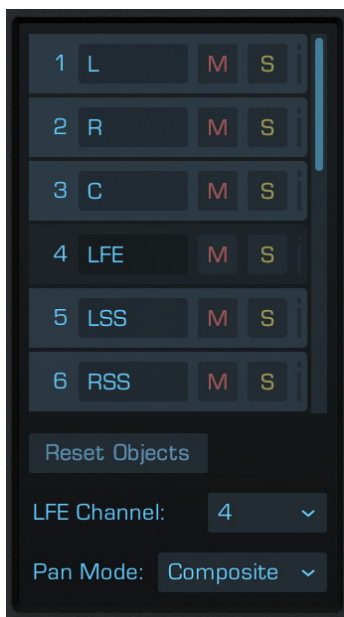 1 L M S
2 R M S
3 C M S
4 LFE M S
5 LSS M S
6 RSS M S
Reset Objects
LFE Channel: 4
Pan Mode: Composite